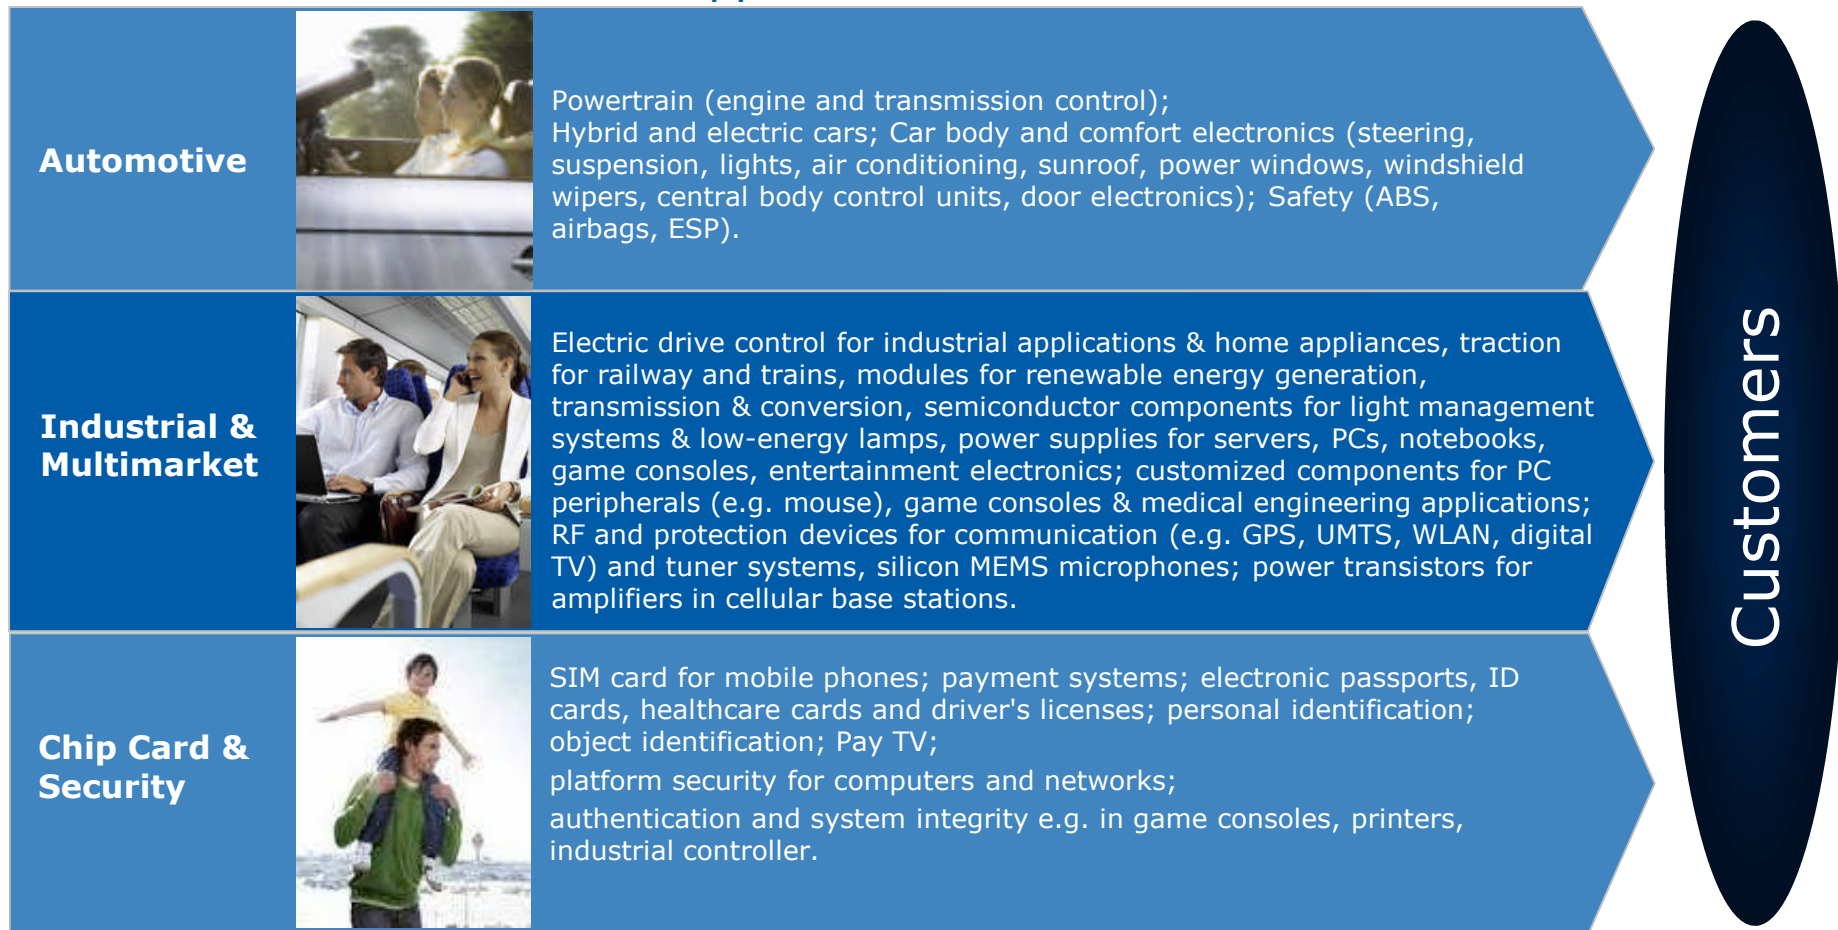 Automotive
Powertrain (engine and transmission control);
Hybrid and electric cars; Car body and comfort electronics (steering,
suspension, lights, air conditioning, sunroof, power windows, windshield
wipers, central body control units, door electronics); Safety (ABS,
airbags, ESP).
Industrial &
Multimarket
Electric drive control for industrial applications & home appliances, traction
for railway and trains, modules for renewable energy generation,
transmission & conversion, semiconductor components for light management
systems & low-energy lamps, power supplies for servers, PCs, notebooks,
game consoles, entertainment electronics; customized components for PC
peripherals (e.g. mouse), game consoles & medical engineering applications;
RF and protection devices for communication (e.g. GPS, UMTS, WLAN, digital
TV) and tuner systems, silicon MEMS microphones; power transistors for
amplifiers in cellular base stations.
Chip Card &
Security
SIM card for mobile phones; payment systems; electronic passports, ID
cards, healthcare cards and driver's licenses; personal identification;
object identification; Pay TV;
platform security for computers and networks;
authentication and system integrity e.g. in game consoles, printers,
industrial controller.
Customers